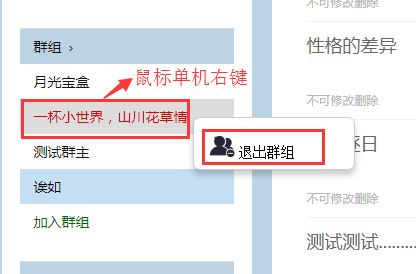 不可修改删除
群组 ›
性格的差异
月光宝盒
鼠标单机右键
不可修改删除
一杯小世界，山川花草情
退出群组
逐日
测试群主
诶如
不可修改删除
加入群组
测试测试.........